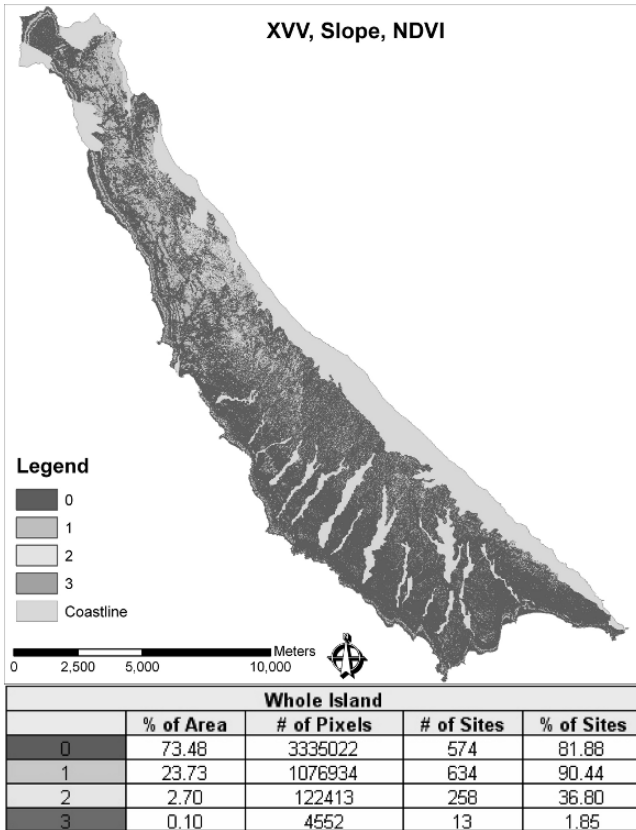 XVV, Slope, NDVI
Legend
0
1
2
3
Coastline
Meters
0 2,500 5,000 10,000
Whole Island
% of Area # of Pixels # of Sites % of Sites
0 73.48 3335022 574 81.88
1 23.73 1076934 634 90.44
2 2.70 122413 258 36.80
3 0.10 4552 13 1.85